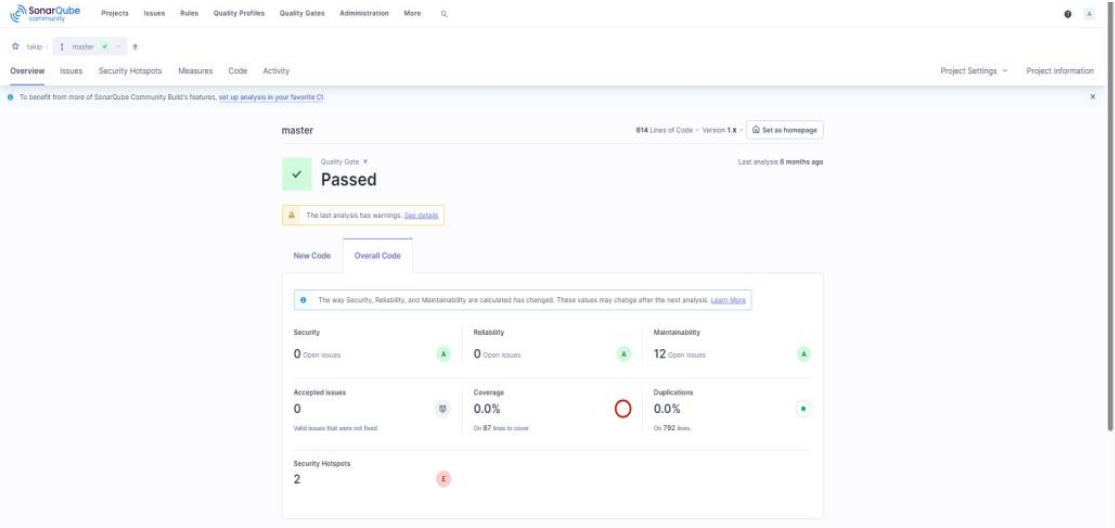 SonarQube community Projects Issues Rules Quality Profiles Quality Gates Administration More A
takip / master
Overview Issues Security Hotspots Measures Code Activity Project Settings Project Information
To benefit from more of SonarQube Community Build's features, set up analysis in your favorite CI.
master 614 Lines of Code - Version 1.x - Set as homepage
Quality Gate Last analysis 6 months ago
Passed
The last analysis has warnings. See details
New Code Overall Code
The way Security, Reliability, and Maintainability are calculated has changed. These values may change after the next analysis. Learn More
Security Reliability Maintainability
0 Open issues A 0 Open issues A 12 Open issues A
Accepted issues Coverage Duplications
0 0.0% 0.0%
Valid issues that were not fixed On 87 lines to cover. On 792 lines.
Security Hotspots
2 E